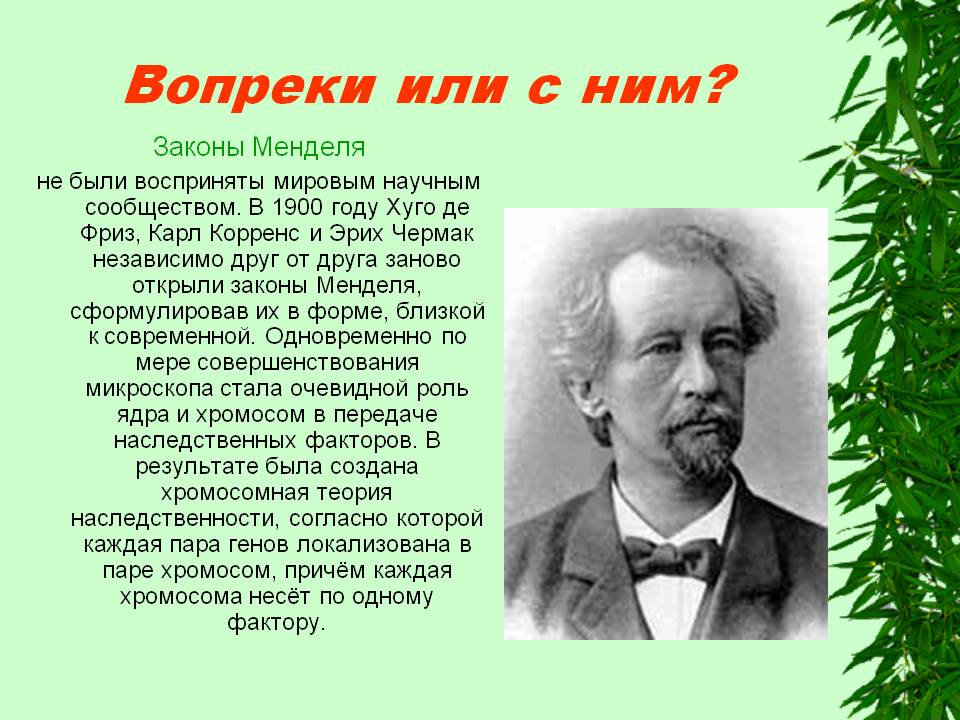 Вопреки или с ним?
Законы Менделя
не были восприняты мировым научным
сообществом. В 1900 году Хуго де
Фриз, Карл Корренс и Эрих Чермак
независимо друг от друга заново
открыли законы Менделя,
сформулировав их в форме, близкой
к современной. Одновременно по
мере совершенствования
микроскопа стала очевидной роль
ядра и хромосом в передаче
наследственных факторов. В
результате была создана
хромосомная теория
наследственности, согласно которой
каждая пара генов локализована в
паре хромосом, причём каждая
хромосома несёт по одному
фактору.